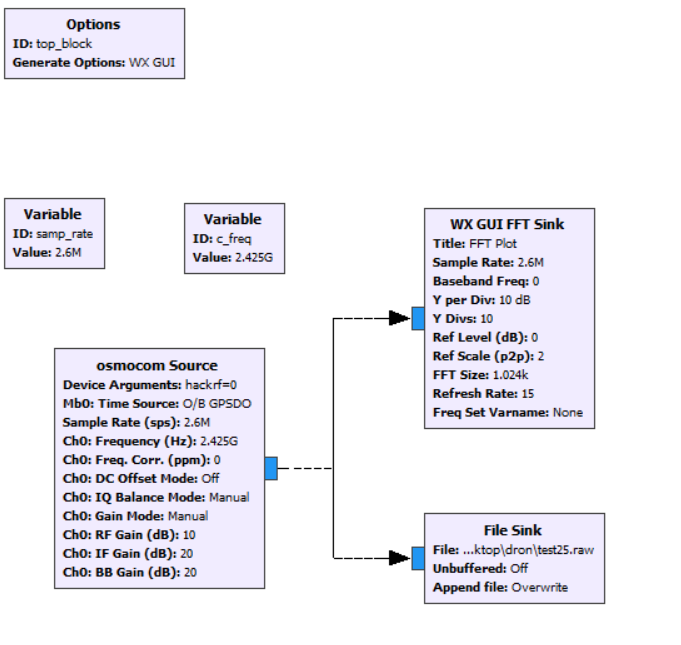 Options
ID: top_block
Generate Options: WX GUI
Variable
ID: samp_rate
Value: 2.6M
Variable
ID: c_freq
Value: 2.425G
WX GUI FFT Sink
Title: FFT Plot
Sample Rate: 2.6M
Baseband Freq: 0
Y per Div: 10 dB
Y Divs: 10
Ref Level (dB): 0
Ref Scale (p2p): 2
FFT Size: 1.024k
Refresh Rate: 15
Freq Set Varname: None
osmocom Source
Device Arguments: hackrf=0
Mb0: Time Source: O/B GPSDO
Sample Rate (sps): 2.6M
Ch0: Frequency (Hz): 2.425G
Ch0: Freq. Corr. (ppm): 0
Ch0: DC Offset Mode: Off
Ch0: IQ Balance Mode: Manual
Ch0: Gain Mode: Manual
Ch0: RF Gain (dB): 10
Ch0: IF Gain (dB): 20
Ch0: BB Gain (dB): 20
File Sink
File: ...ktop\dron\test25.raw
Unbuffered: Off
Append file: Overwrite